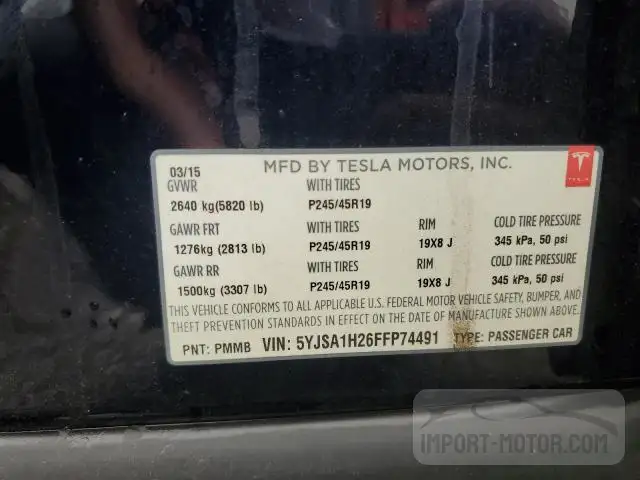 03/15 MFD BY TESLA MOTORS, INC.
TESLA
GVWR WITH TIRES
2640 kg(5820 lb) P245/45R19
GAWR FRT WITH TIRES RIM COLD TIRE PRESSURE
1276kg (2813 lb) P245/45R19 19X8 J 345 kPa, 50 psi
GAWR RR WITH TIRES RIM COLD TIRE PRESSURE
1500kg (3307 lb) P245/45R19 19X8 J 345 kPa, 50 psi
THIS VEHICLE CONFORMS TO ALL APPLICABLE U.S. FEDERAL MOTOR VEHICLE SAFETY, BUMPER, AND
THEFT PREVENTION STANDARDS IN EFFECT ON THE DATE OF MANUFACTURE SHOWN ABOVE.
PNT: PMMB VIN: 5YJSA1H26FFP74491 TYPE: PASSENGER CAR
IMPORT-MOTOR.COM